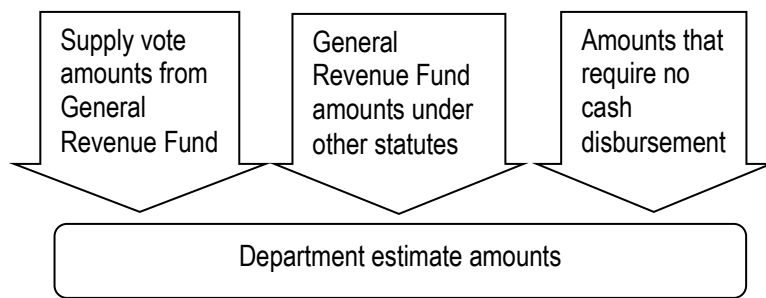 Supply vote
amounts from
General
Revenue Fund
General
Revenue Fund
amounts under
other statutes
Amounts that
require no
cash
disbursement
Department estimate amounts